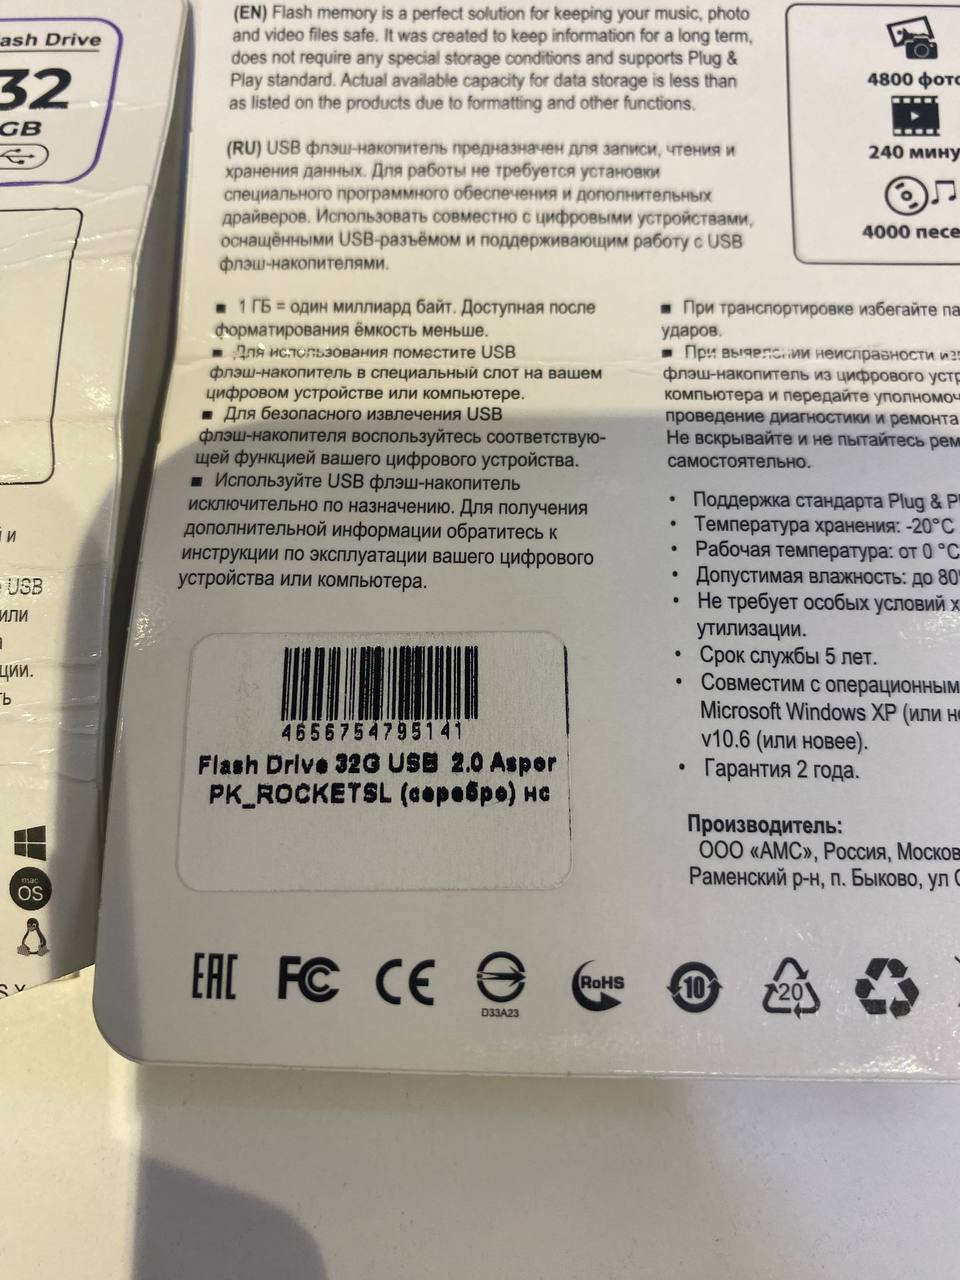 ash Drive
32
GB
и
USB
или
ции.
ть
mac
OS
(EN) Flash memory is a perfect solution for keeping your music, photo
and video files safe. It was created to keep information for a long term,
does not require any special storage conditions and supports Plug &
Play standard. Actual available capacity for data storage is less than
as listed on the products due to formatting and other functions.
(RU) USB флэш-накопитель предназначен для записи, чтения и
хранения данных. Для работы не требуется установки
специального программного обеспечения и дополнительных
драйверов. Использовать совместно с цифровыми устройствами,
оснащёнными USB-разъёмом и поддерживающим работу с USB
флэш-накопителями.
4800 фото
240 мину
4000 песе
■ 1 ГБ = один миллиард байт. Доступная после
форматирования ёмкость меньше.
■ Для использования поместите USB
флэш-накопитель в специальный слот на вашем
цифровом устройстве или компьютере.
■ Для безопасного извлечения USB
флэш-накопителя воспользуйтесь соответствую-
щей функцией вашего цифрового устройства.
■ Используйте USB флэш-накопитель
исключительно по назначению. Для получения
дополнительной информации обратитесь к
инструкции по эксплуатации вашего цифрового
устройства или компьютера.
■ При транспортировке избегайте па
ударов.
■ При выявлении неисправности из
флэш-накопитель из цифрового устр
компьютера и передайте уполномоч
проведение диагностики и ремонта
Не вскрывайте и не пытайтесь рем
самостоятельно.
• Поддержка стандарта Plug & Pl
• Температура хранения: -20°C
• Рабочая температура: от 0 °C
• Допустимая влажность: до 80
• Не требует особых условий х
утилизации.
• Срок службы 5 лет.
• Совместим с операционным
Microsoft Windows XP (или но
v10.6 (или новее).
• Гарантия 2 года.
Производитель:
ООО «АМС», Россия, Москов
Раменский р-н, п. Быково, ул
4656754795141
Flash Drive 32G USB 2.0 Asper
PK_ROCKETSL (серебро) нс
EAC FC CE D33A23 RoHS 10 20